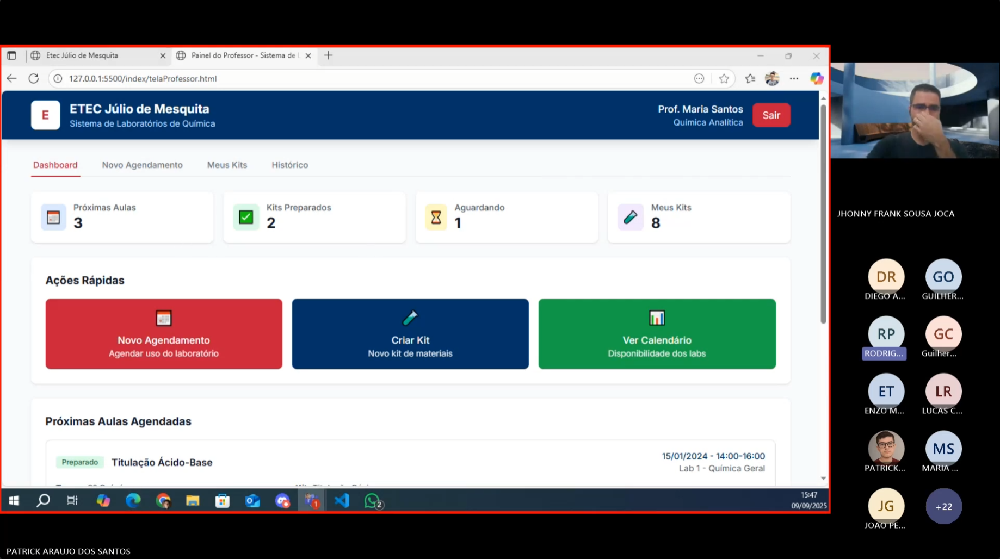 Etec Júlio de Mesquita
Painel do Professor - Sistema de L
127.0.0.1:5500/index/telaProfessor.html
E
ETEC Júlio de Mesquita
Sistema de Laboratórios de Química
Prof. Maria Santos
Química Analítica
Sair
Dashboard
Novo Agendamento
Meus Kits
Histórico
Próximas Aulas
3
Kits Preparados
2
Aguardando
1
Meus Kits
8
Ações Rápidas
Novo Agendamento
Agendar uso do laboratório
Criar Kit
Novo kit de materiais
Ver Calendário
Disponibilidade dos labs
Próximas Aulas Agendadas
Preparado
Titulação Ácido-Base
15/01/2024 - 14:00-16:00
Lab 1 - Química Geral
1
2
15:47
09/09/2025
JHONNY FRANK SOUSA JOCA
DR
DIEGO A...
GO
GUILHER...
RP
RODRIG...
GC
Guilher...
ET
ENZO M...
LR
LUCAS C...
PATRICK...
MS
MARIA ...
JG
JOAO PE...
+22
PATRICK ARAUJO DOS SANTOS